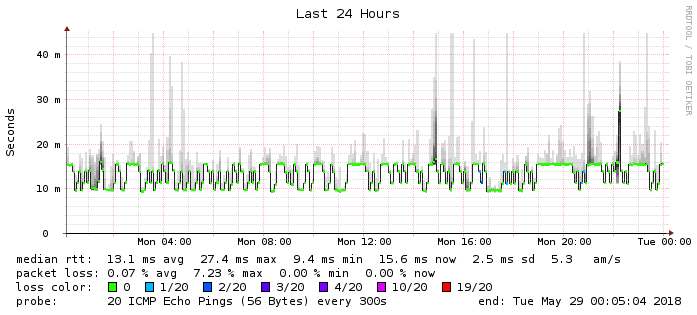 Last 24 Hours
RRDTOOL / TOBI OETIKER
Seconds
40 m
30 m
20 m
10 m
0
Mon 04:00 Mon 08:00 Mon 12:00 Mon 16:00 Mon 20:00 Tue 00:00
median rtt: 13.1 ms avg 27.4 ms max 9.4 ms min 15.6 ms now 2.5 ms sd 5.3 am/s
packet loss: 0.07 % avg 7.23 % max 0.00 % min 0.00 % now
loss color: 0 1/20 2/20 3/20 4/20 10/20 19/20
probe: 20 ICMP Echo Pings (56 Bytes) every 300s end: Tue May 29 00:05:04 2018